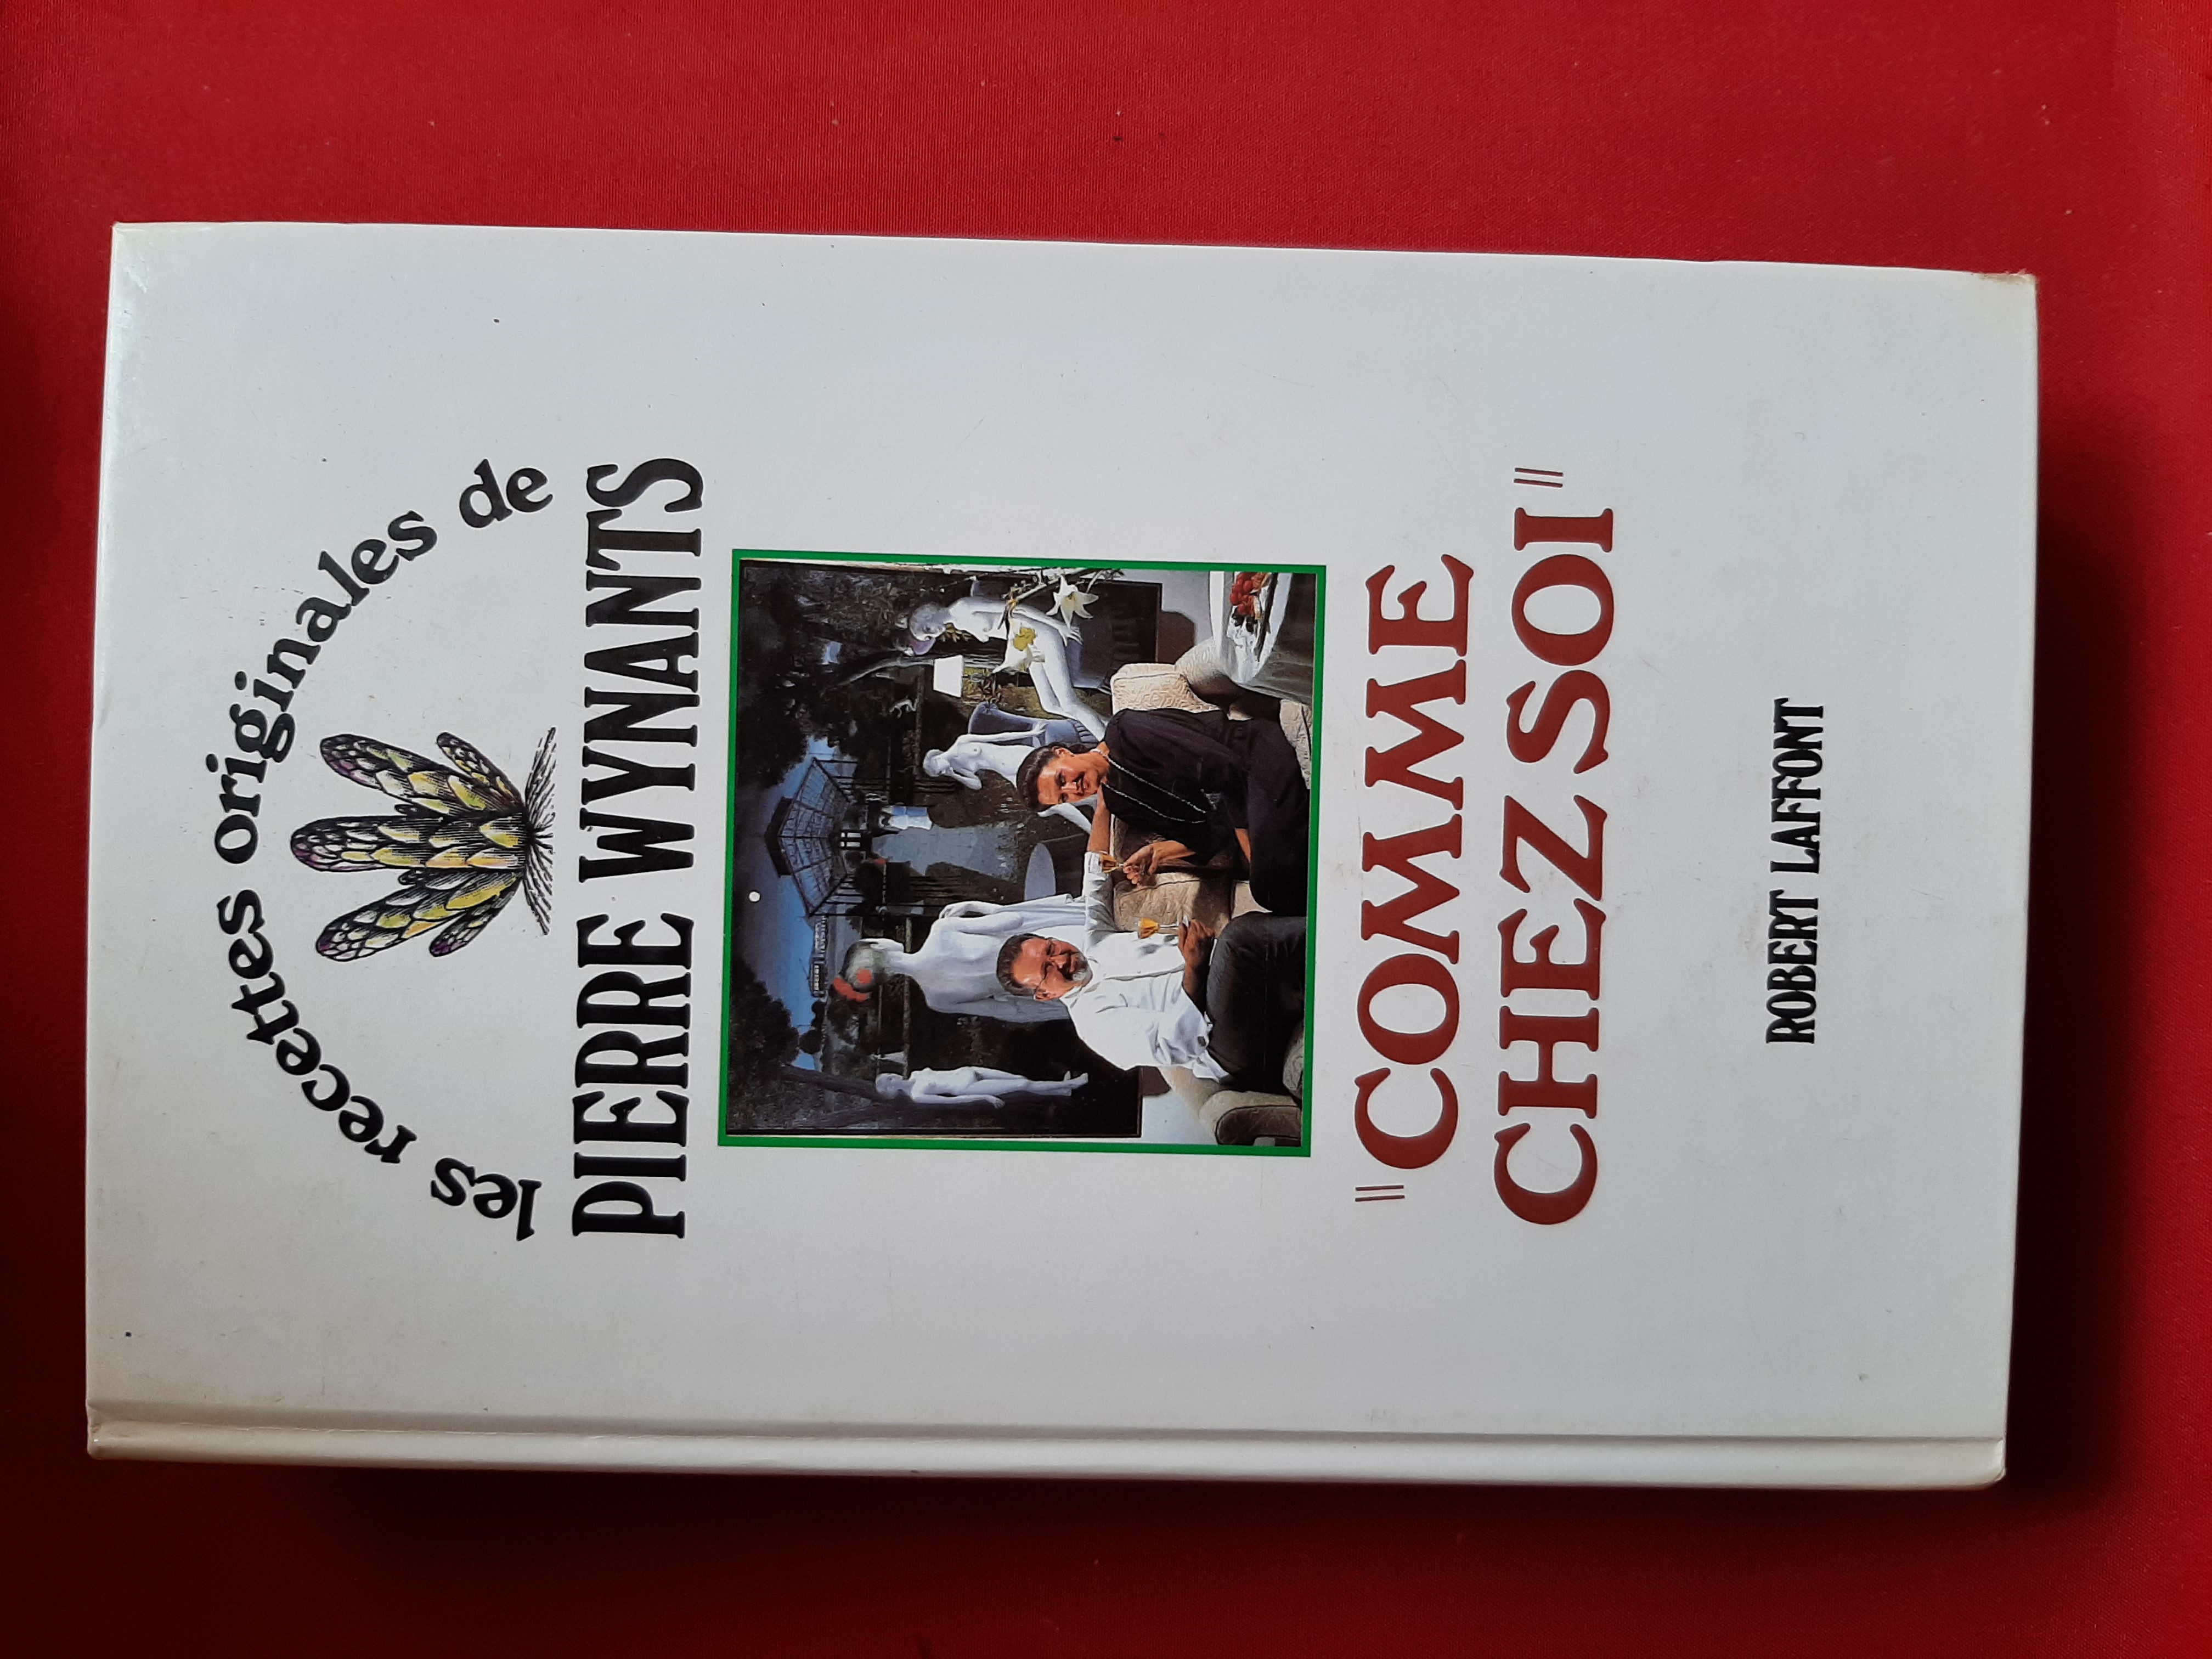 les recettes originales de
PIERRE WYNANTS
"COMME
CHEZ SOI"
ROBERT LAFFONT